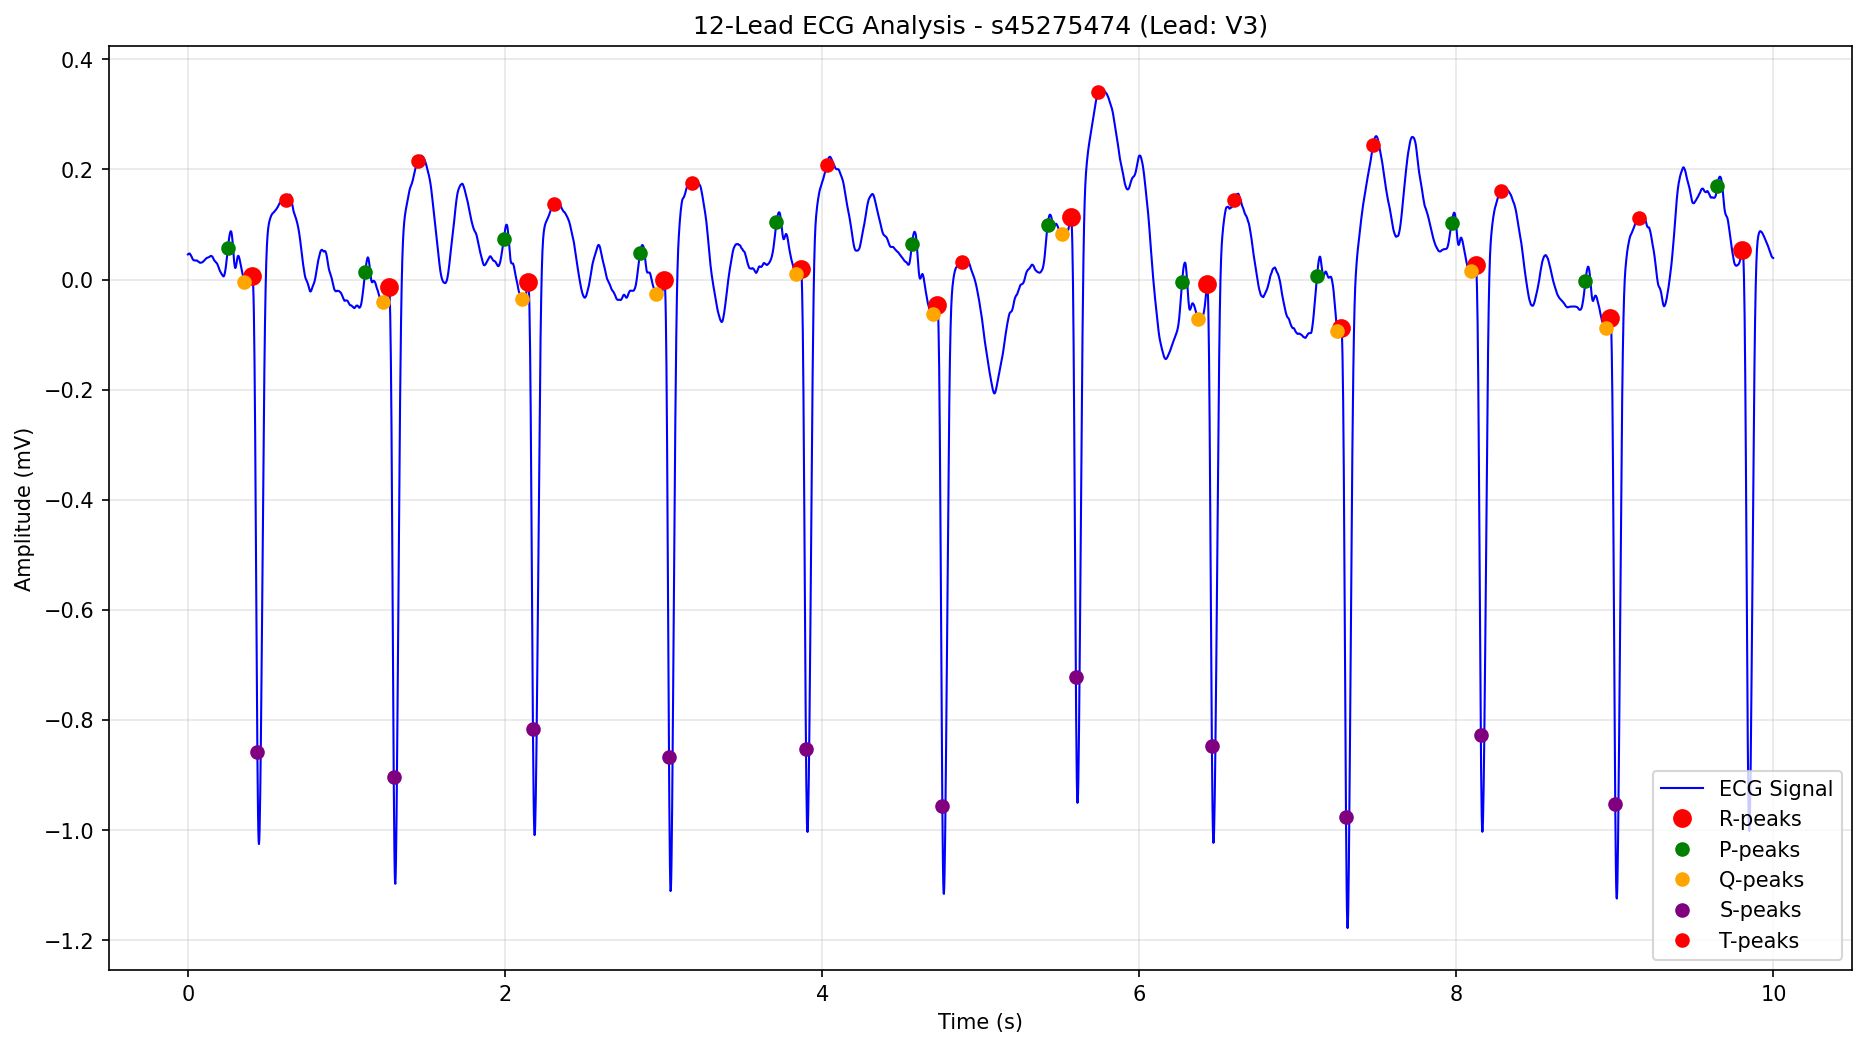 12-Lead ECG Analysis - s45275474 (Lead: V3)
Amplitude (mV)
0.4
0.2
0.0
−0.2
−0.4
−0.6
−0.8
−1.0
−1.2
0 2 4 6 8 10
Time (s)
ECG Signal
R-peaks
P-peaks
Q-peaks
S-peaks
T-peaks